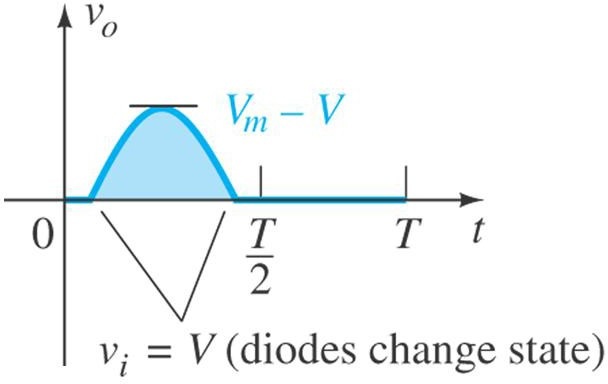 v_o
V_m − V
0
T/2
T
t
v_i = V (diodes change state)